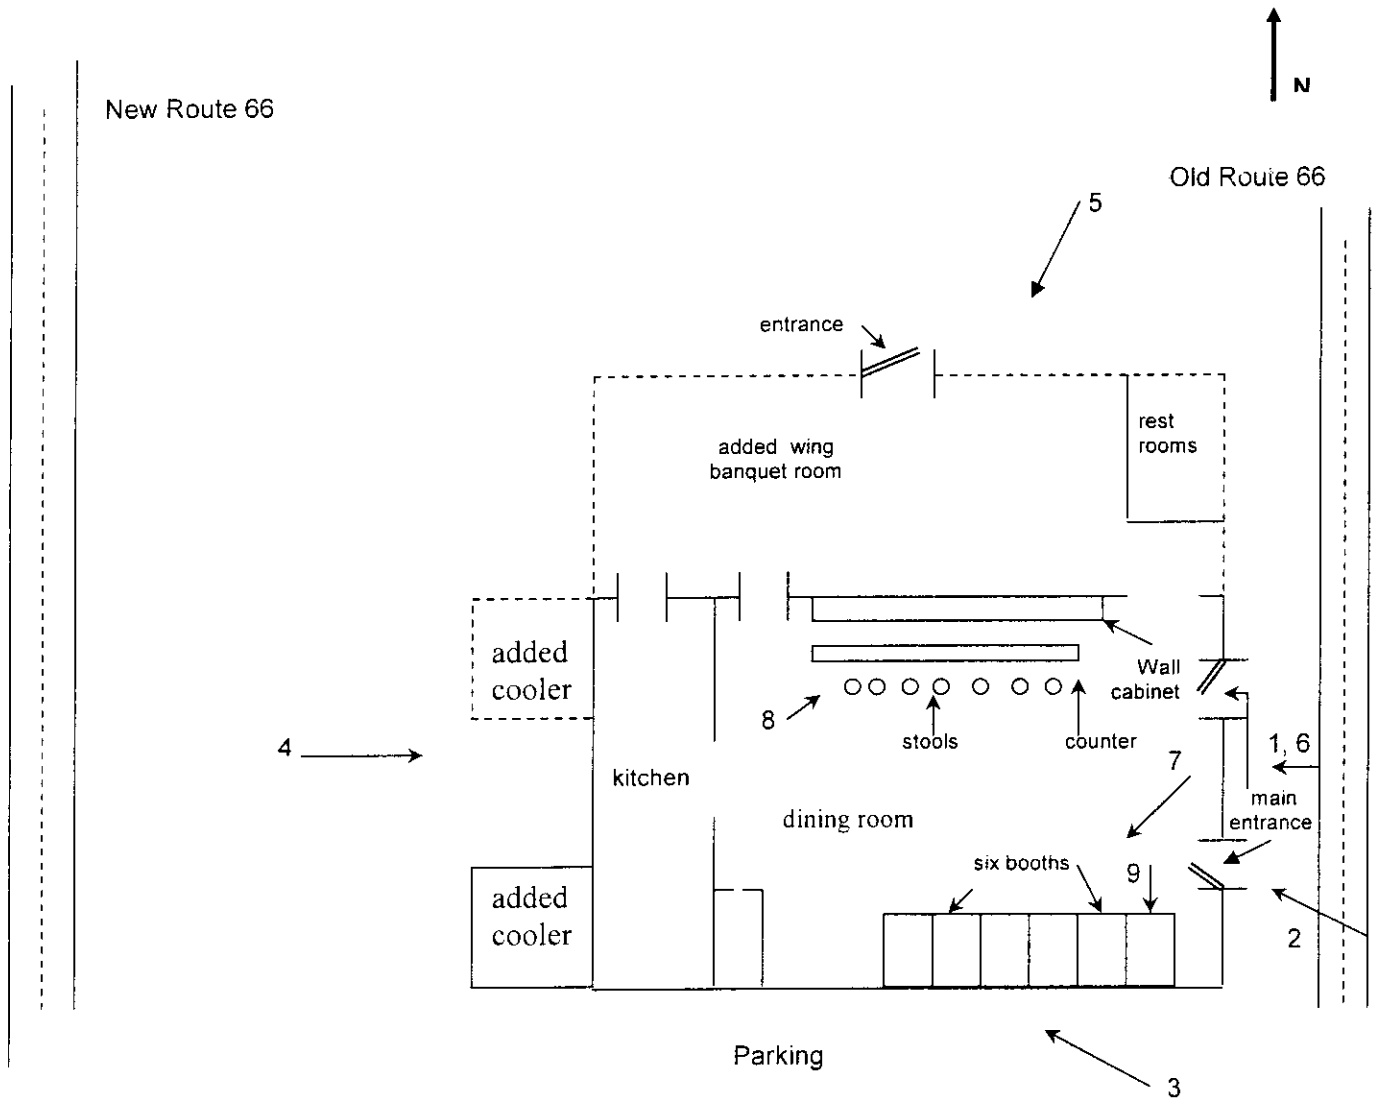 N
New Route 66
Old Route 66
5
entrance
rest
rooms
added wing
banquet room
added
cooler
Wall
cabinet
8
stools
counter
4
1, 6
7
kitchen
main
entrance
dining room
six booths
9
added
cooler
2
Parking
3